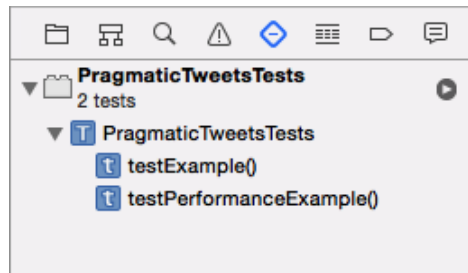 PragmaticTweetsTests
2 tests
T PragmaticTweetsTests
t testExample()
t testPerformanceExample()